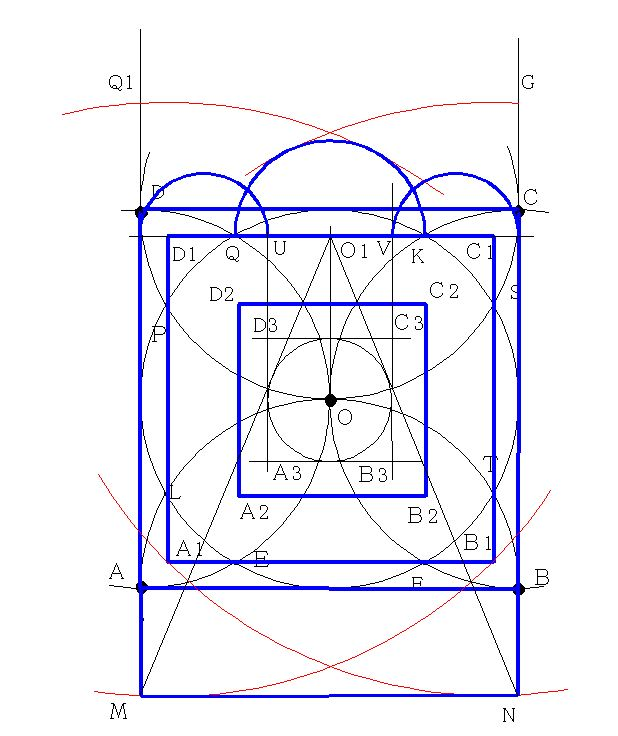 Q1 G
D C
D1 Q U O1 V K C1
D2 C2 S
D3 C3
P
O
A3 B3 T
L
A2 B2
A1 E B1
A F B
M N